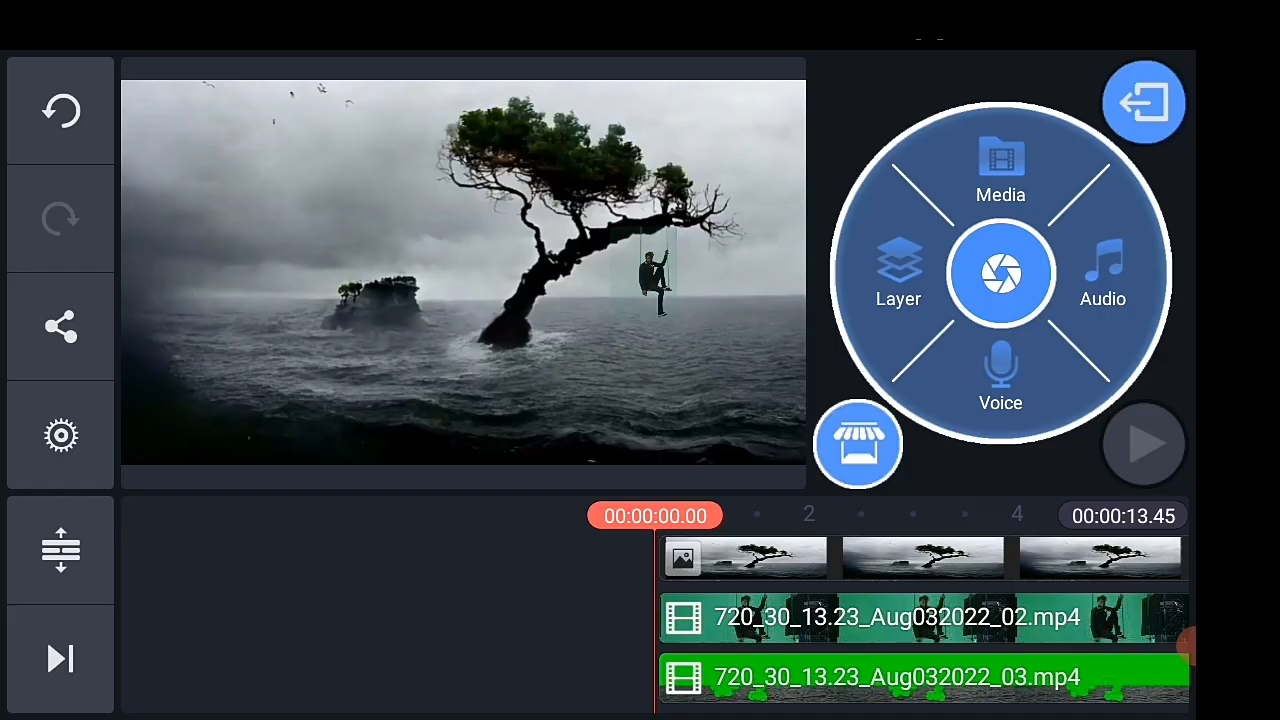 Media
Layer
Audio
Voice
00:00:00.00
2
4
00:00:13.45
720_30_13.23_Aug032022_02.mp4
720_30_13.23_Aug032022_03.mp4